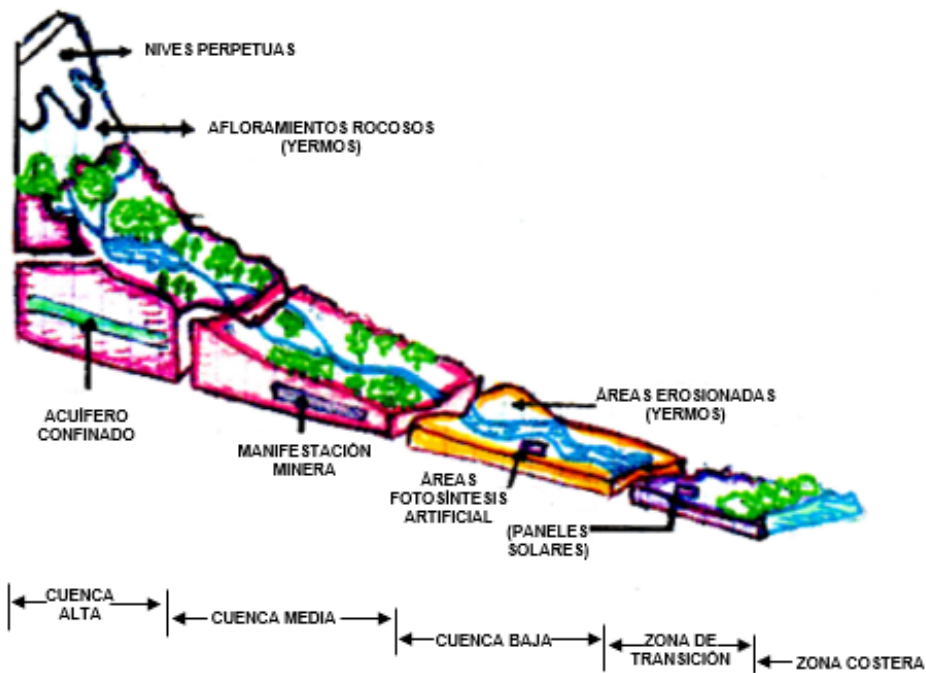 NIVES PERPETUAS
AFLORAMIENTOS ROCOSOS
(YERMOS)
ACUÍFERO
CONFINADO
MANIFESTACIÓN
MINERA
ÁREAS EROSIONADAS
(YERMOS)
ÁREAS
FOTOSÍNTESIS
ARTIFICIAL
(PANELES
SOLARES)
CUENCA
ALTA
CUENCA MEDIA
CUENCA BAJA
ZONA DE
TRANSICIÓN
ZONA COSTERA